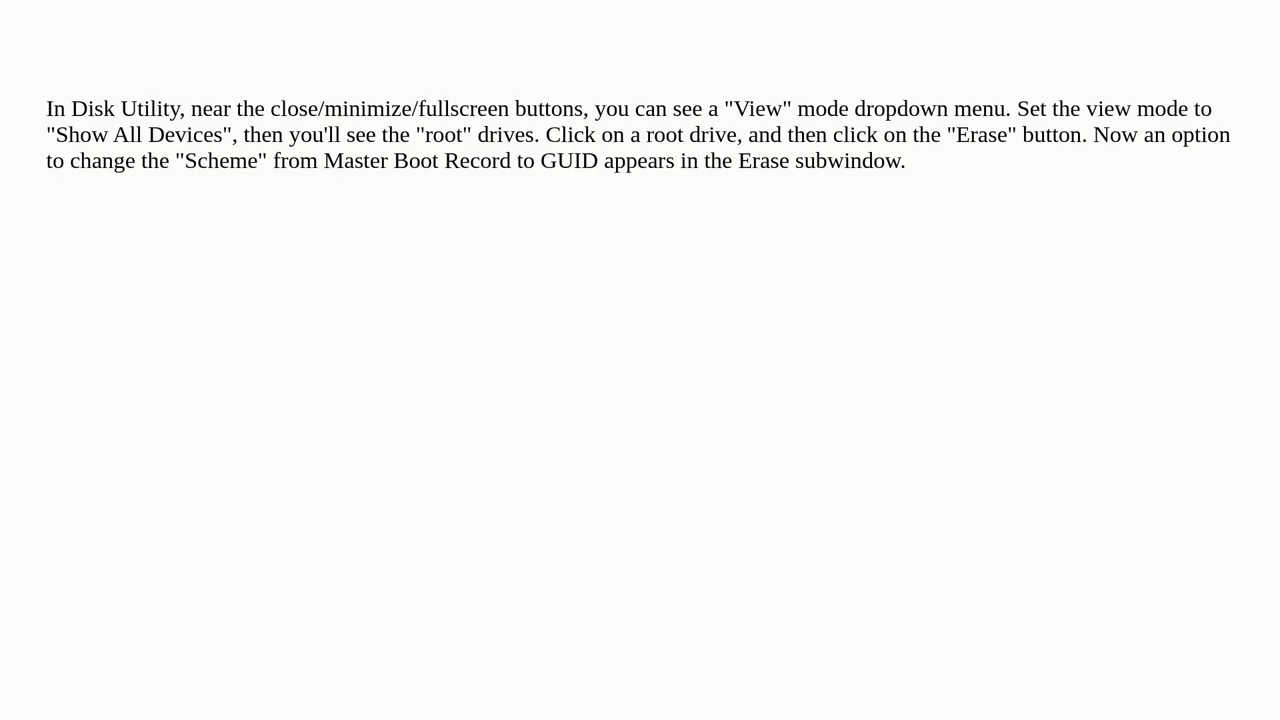 In Disk Utility, near the close/minimize/fullscreen buttons, you can see a "View" mode dropdown menu. Set the view mode to
"Show All Devices", then you'll see the "root" drives. Click on a root drive, and then click on the "Erase" button. Now an option
to change the "Scheme" from Master Boot Record to GUID appears in the Erase subwindow.